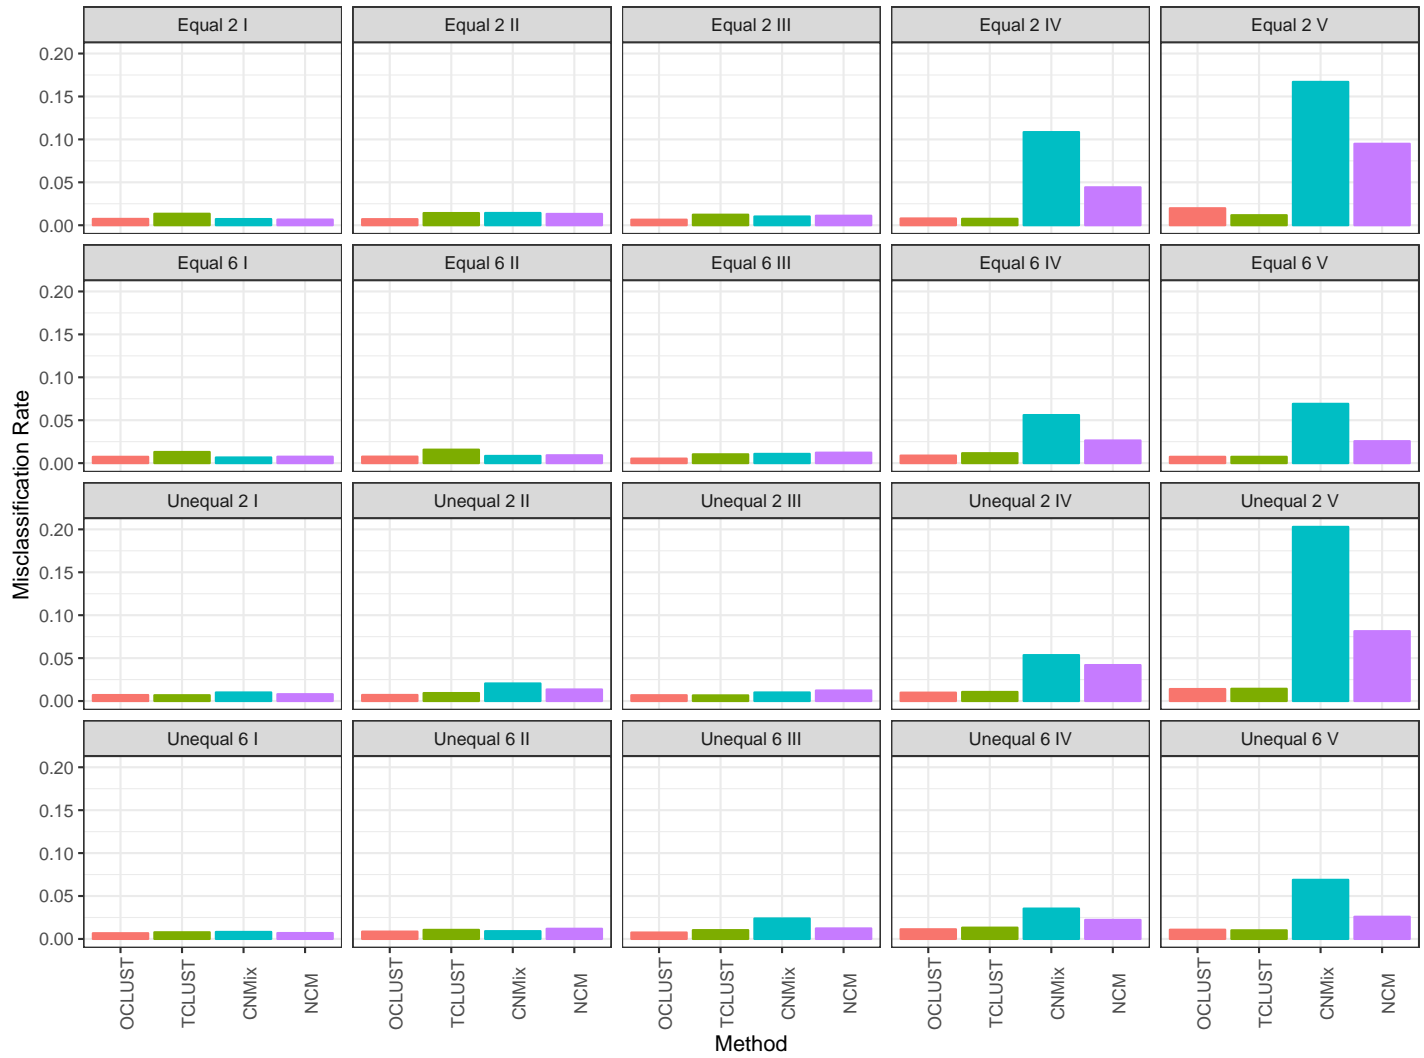 Equal 2 I
Equal 2 II
Equal 2 III
Equal 2 IV
Equal 2 V
0.20
0.15
0.10
0.05
0.00
Equal 6 I
Equal 6 II
Equal 6 III
Equal 6 IV
Equal 6 V
0.20
0.15
0.10
0.05
0.00
Misclassification Rate
Unequal 2 I
Unequal 2 II
Unequal 2 III
Unequal 2 IV
Unequal 2 V
0.20
0.15
0.10
0.05
0.00
Unequal 6 I
Unequal 6 II
Unequal 6 III
Unequal 6 IV
Unequal 6 V
0.20
0.15
0.10
0.05
0.00
OCLUST
TCLUST
CNMix
NCM
OCLUST
TCLUST
CNMix
NCM
OCLUST
TCLUST
CNMix
NCM
OCLUST
TCLUST
CNMix
NCM
OCLUST
TCLUST
CNMix
NCM
Method